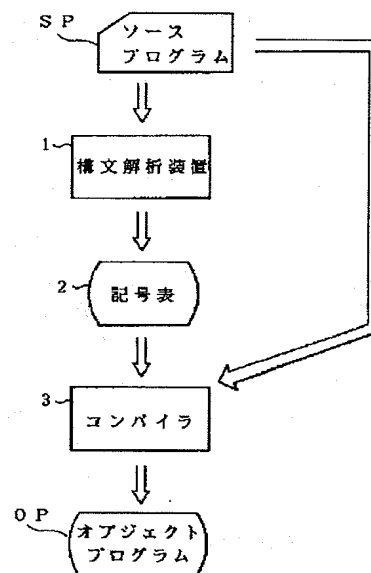 SP
ソース
プログラム
1
構文解析装置
2
記号表
3
コンパイラ
OP
オブジェクト
プログラム